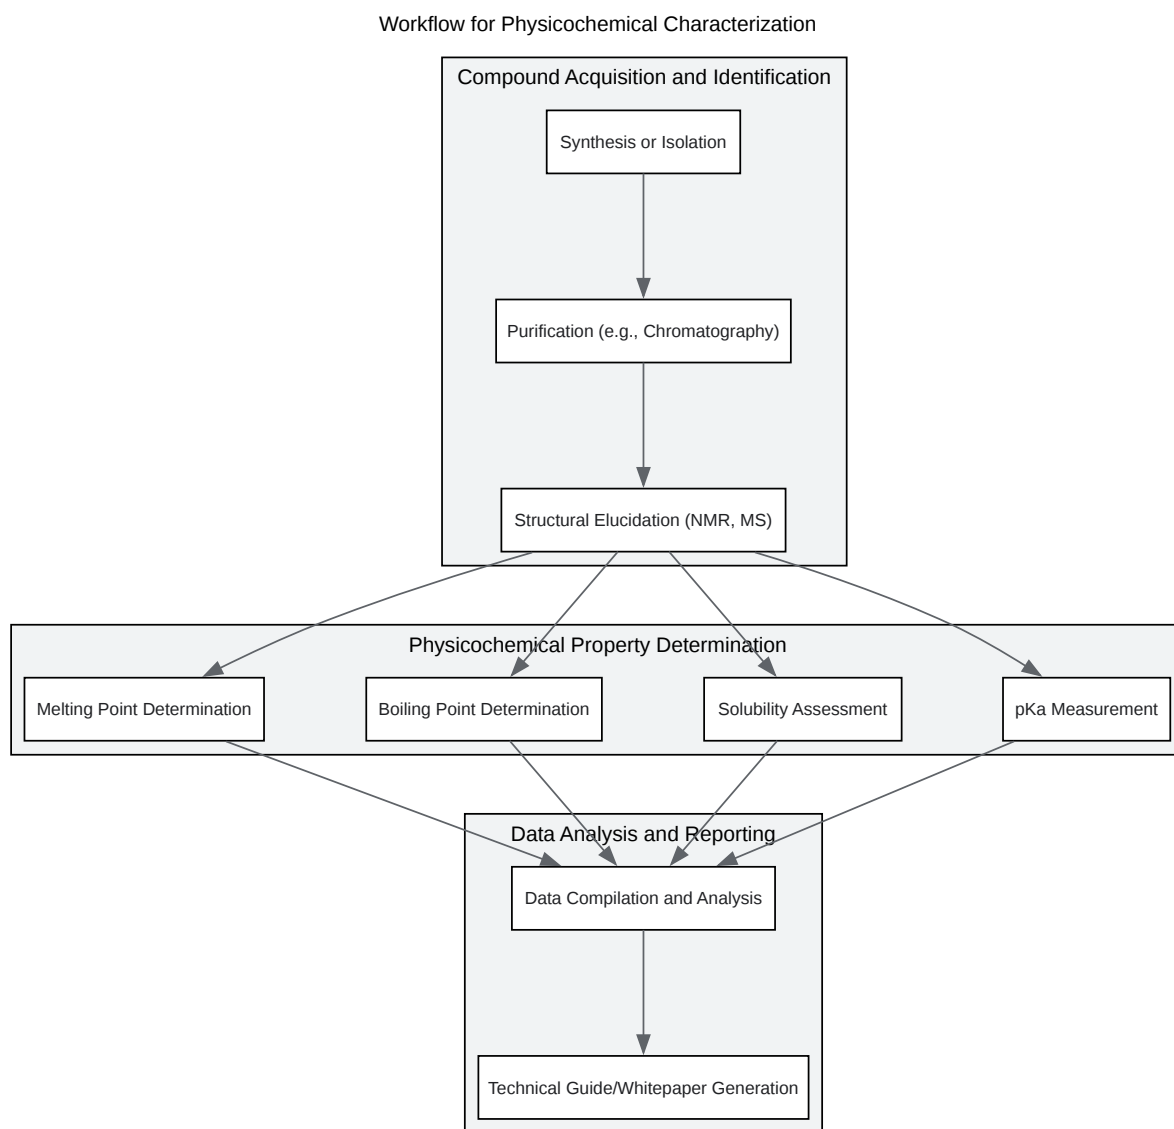 Workflow for Physicochemical Characterization
Compound Acquisition and Identification
Synthesis or Isolation
Purification (e.g., Chromatography)
Structural Elucidation (NMR, MS)
Physicochemical Property Determination
Melting Point Determination
Boiling Point Determination
Solubility Assessment
pKa Measurement
Data Analysis and Reporting
Data Compilation and Analysis
Technical Guide/Whitepaper Generation